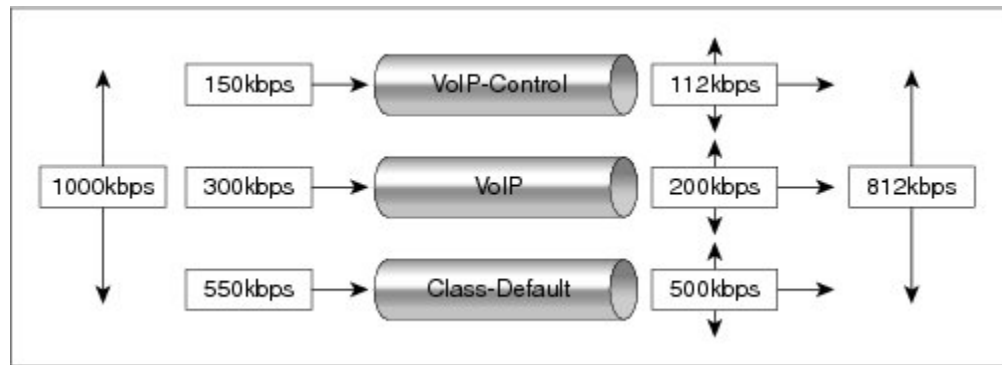 150kbps
VoIP-Control
112kbps
1000kbps
300kbps
VoIP
200kbps
812kbps
550kbps
Class-Default
500kbps